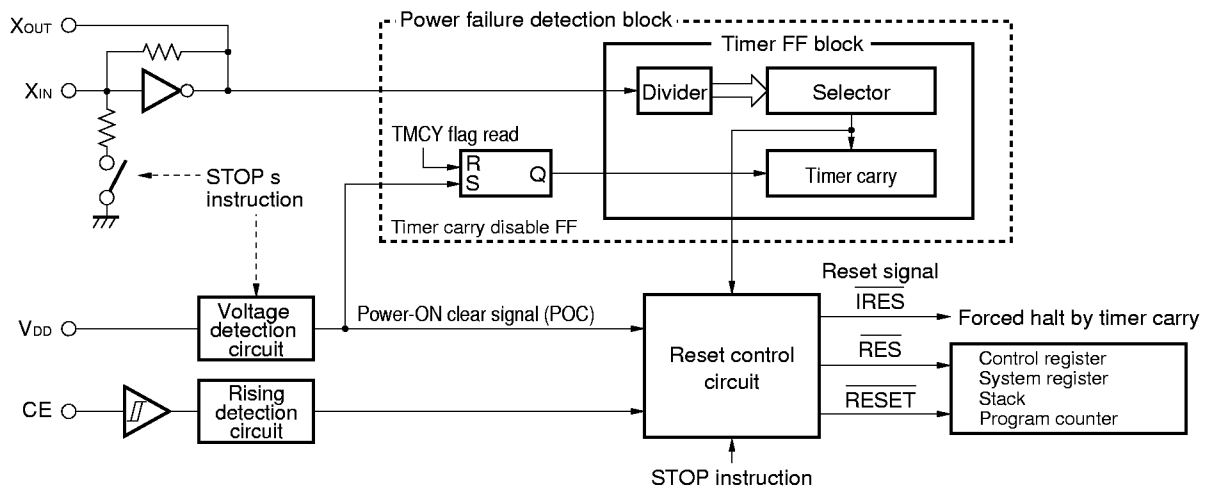 Power failure detection block
XOUT
Timer FF block
XIN
Divider
Selector
TMCY flag read
R
S
Q
Timer carry
STOP s
instruction
Timer carry disable FF
Reset signal
IRES
Forced halt by timer carry
VDD
Voltage
detection
circuit
Power-ON clear signal (POC)
Reset control
circuit
RES
Control register
System register
Stack
Program counter
CE
Rising
detection
circuit
RESET
STOP instruction